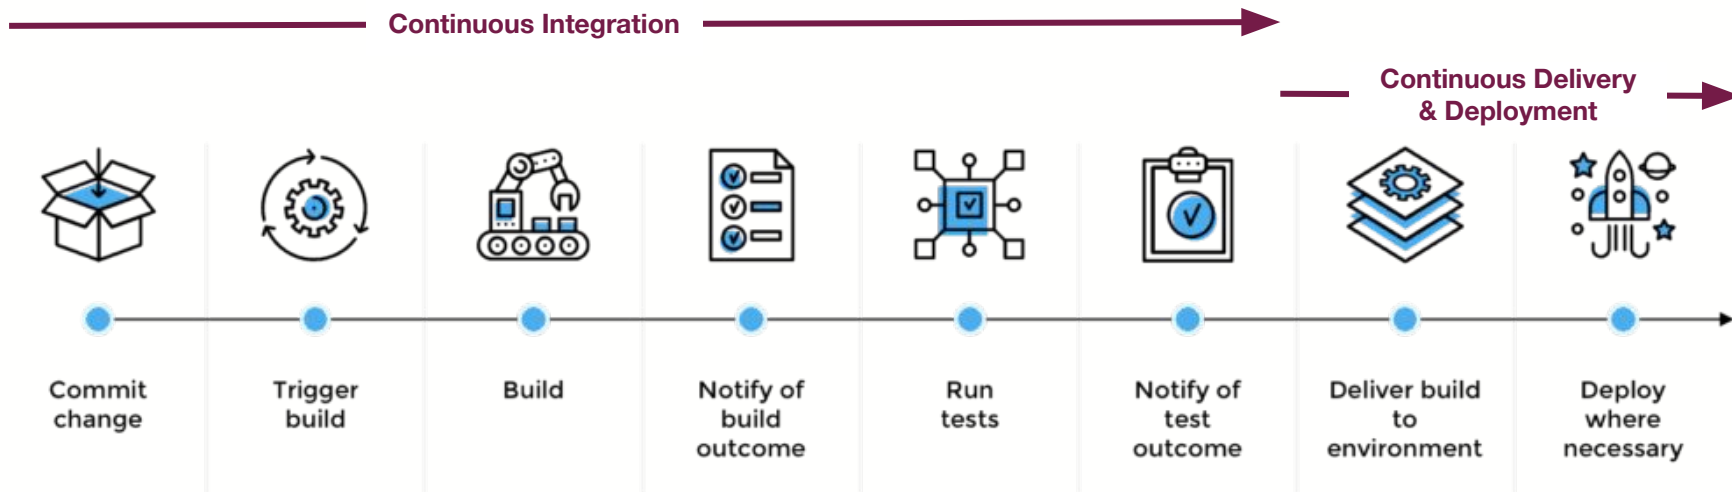 Continuous Integration
Continuous Delivery
& Deployment
Commit
change
Trigger
build
Build
Notify of
build
outcome
Run
tests
Notify of
test
outcome
Deliver build
to
environment
Deploy
where
necessary